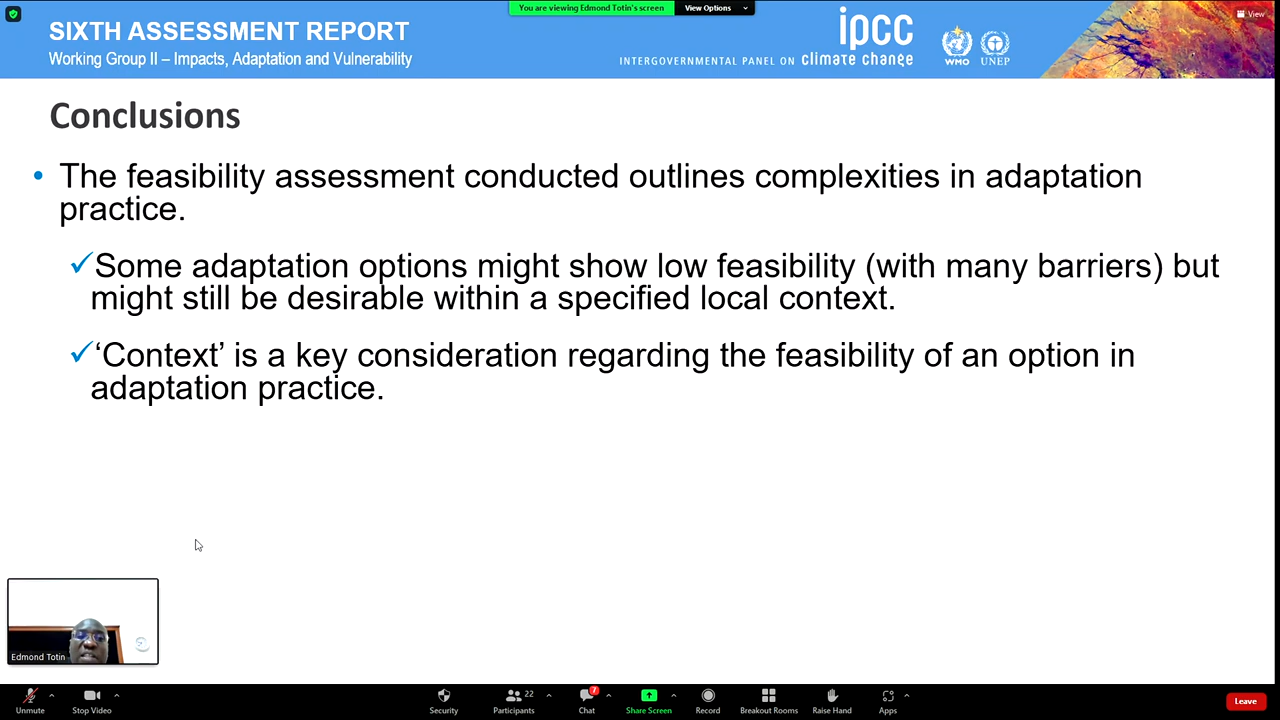 You are viewing Edmond Totin's screen
View Options
View
SIXTH ASSESSMENT REPORT
Working Group II – Impacts, Adaptation and Vulnerability
ipcc
INTERGOVERNMENTAL PANEL ON climate change
WMO
UNEP
Conclusions
• The feasibility assessment conducted outlines complexities in adaptation
practice.
✓Some adaptation options might show low feasibility (with many barriers) but
might still be desirable within a specified local context.
✓‘Context’ is a key consideration regarding the feasibility of an option in
adaptation practice.
Edmond Totin
Unmute
Stop Video
Security
22
Participants
7
Chat
Share Screen
Record
Breakout Rooms
Raise Hand
Apps
Leave